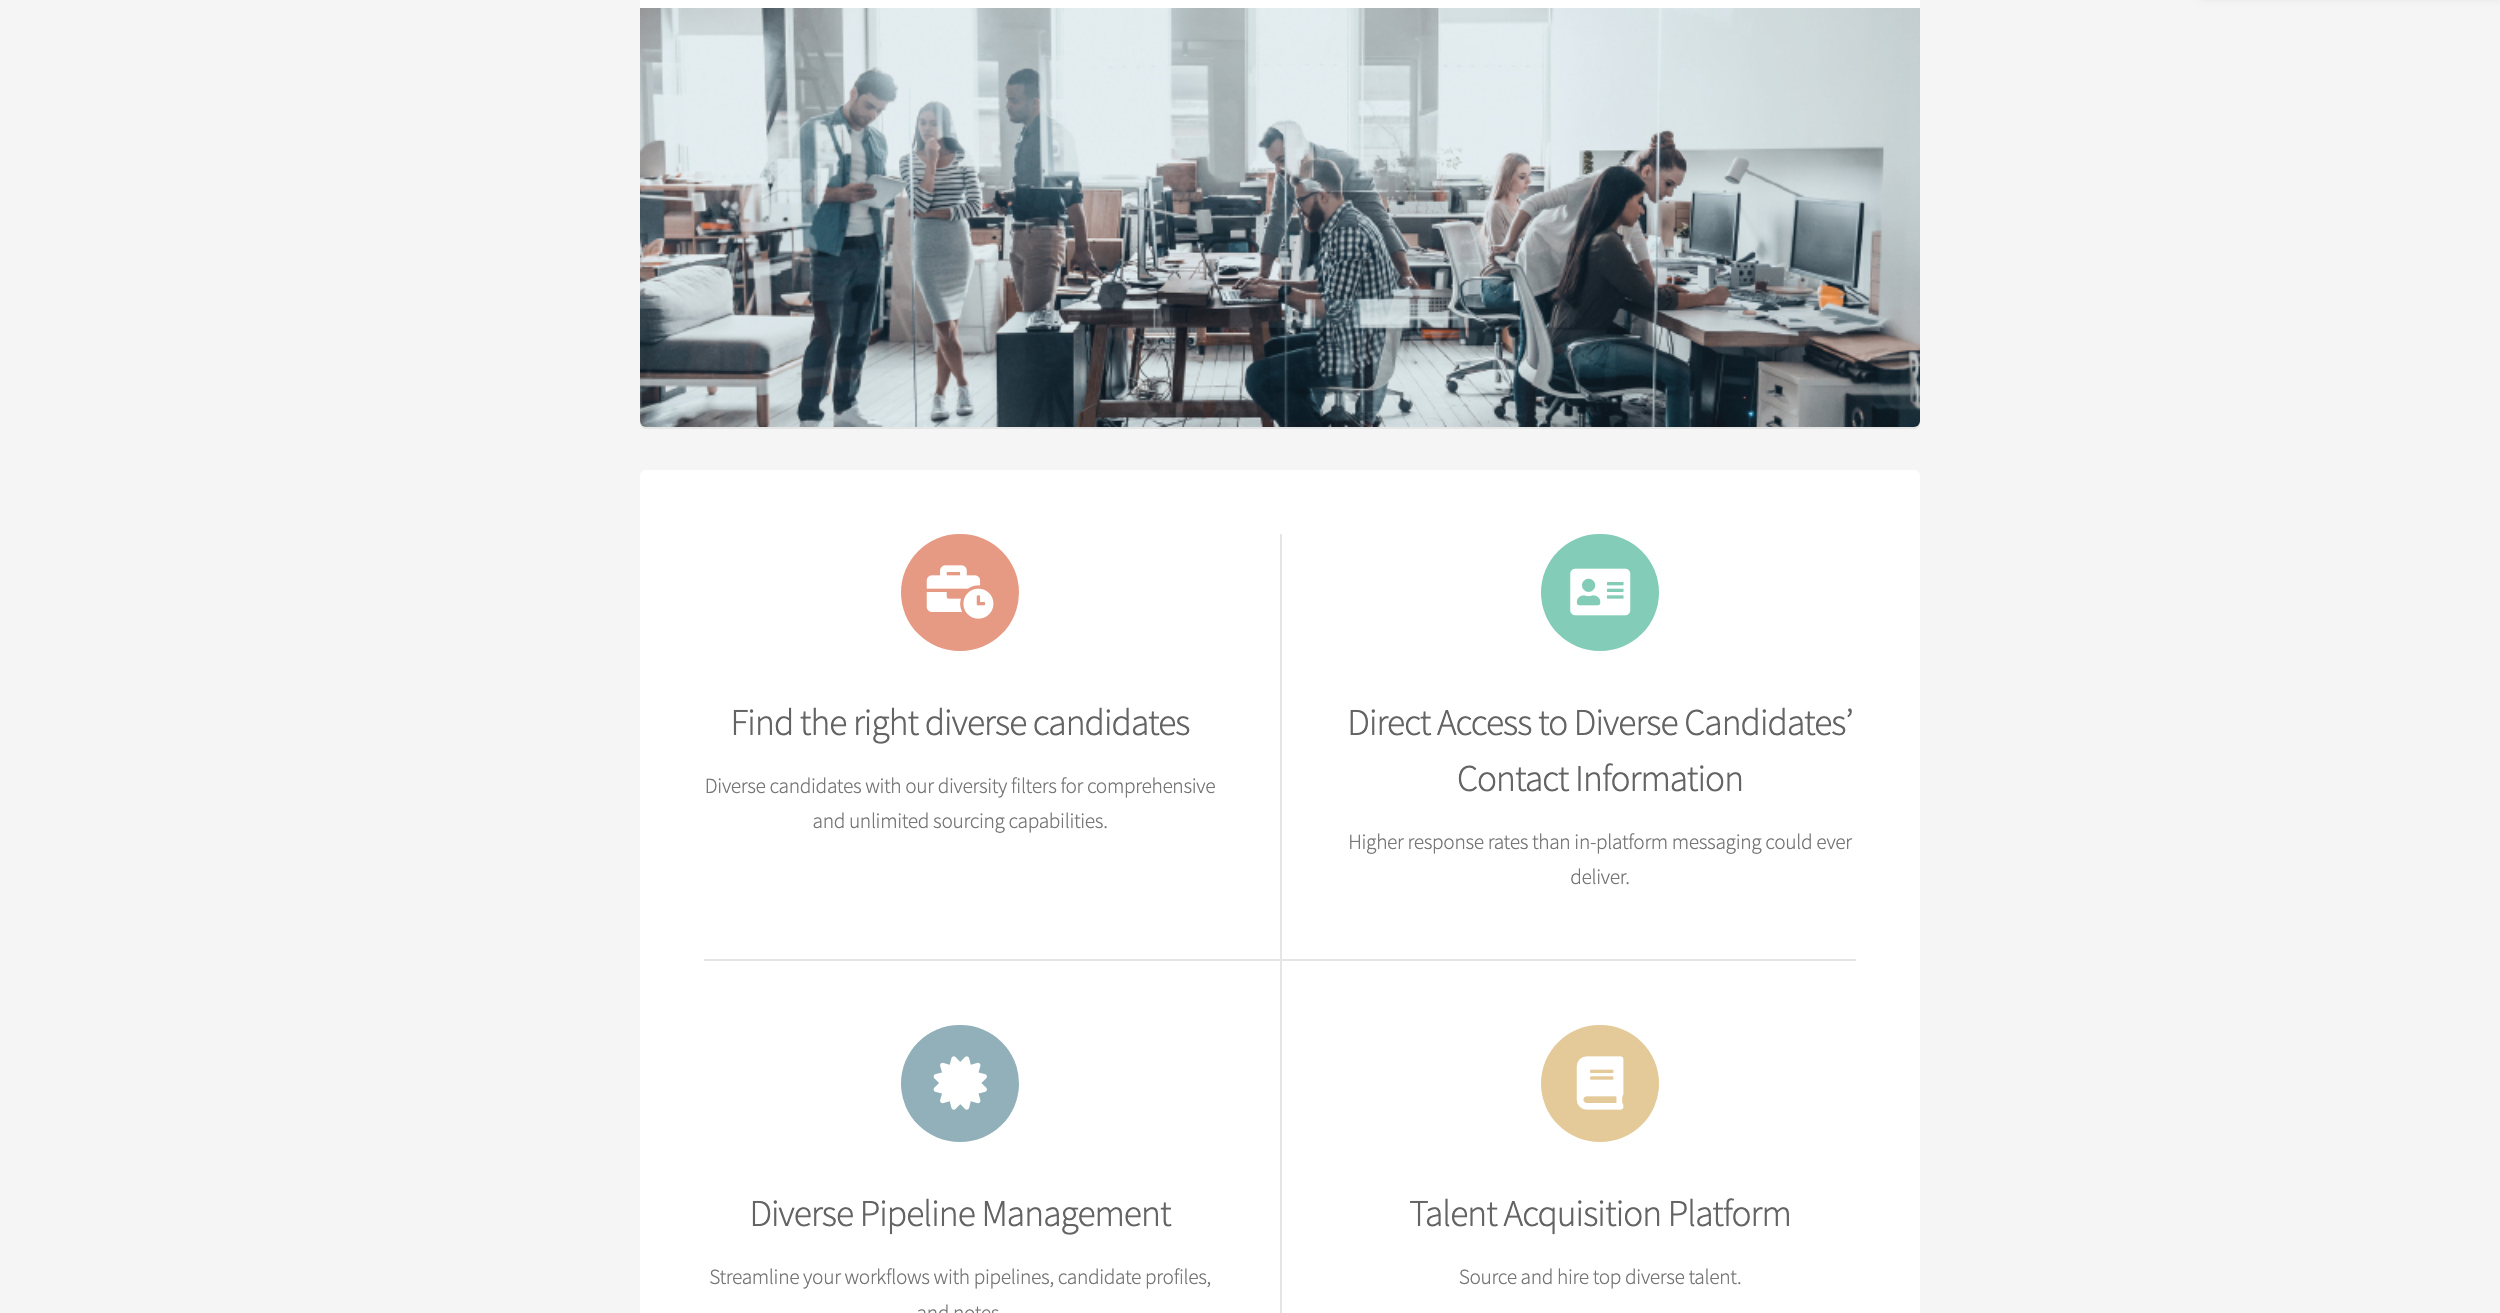 Find the right diverse candidates
Diverse candidates with our diversity filters for comprehensive
and unlimited sourcing capabilities.
Direct Access to Diverse Candidates’
Contact Information
Higher response rates than in-platform messaging could ever
deliver.
Diverse Pipeline Management
Streamline your workflows with pipelines, candidate profiles,
and notes.
Talent Acquisition Platform
Source and hire top diverse talent.